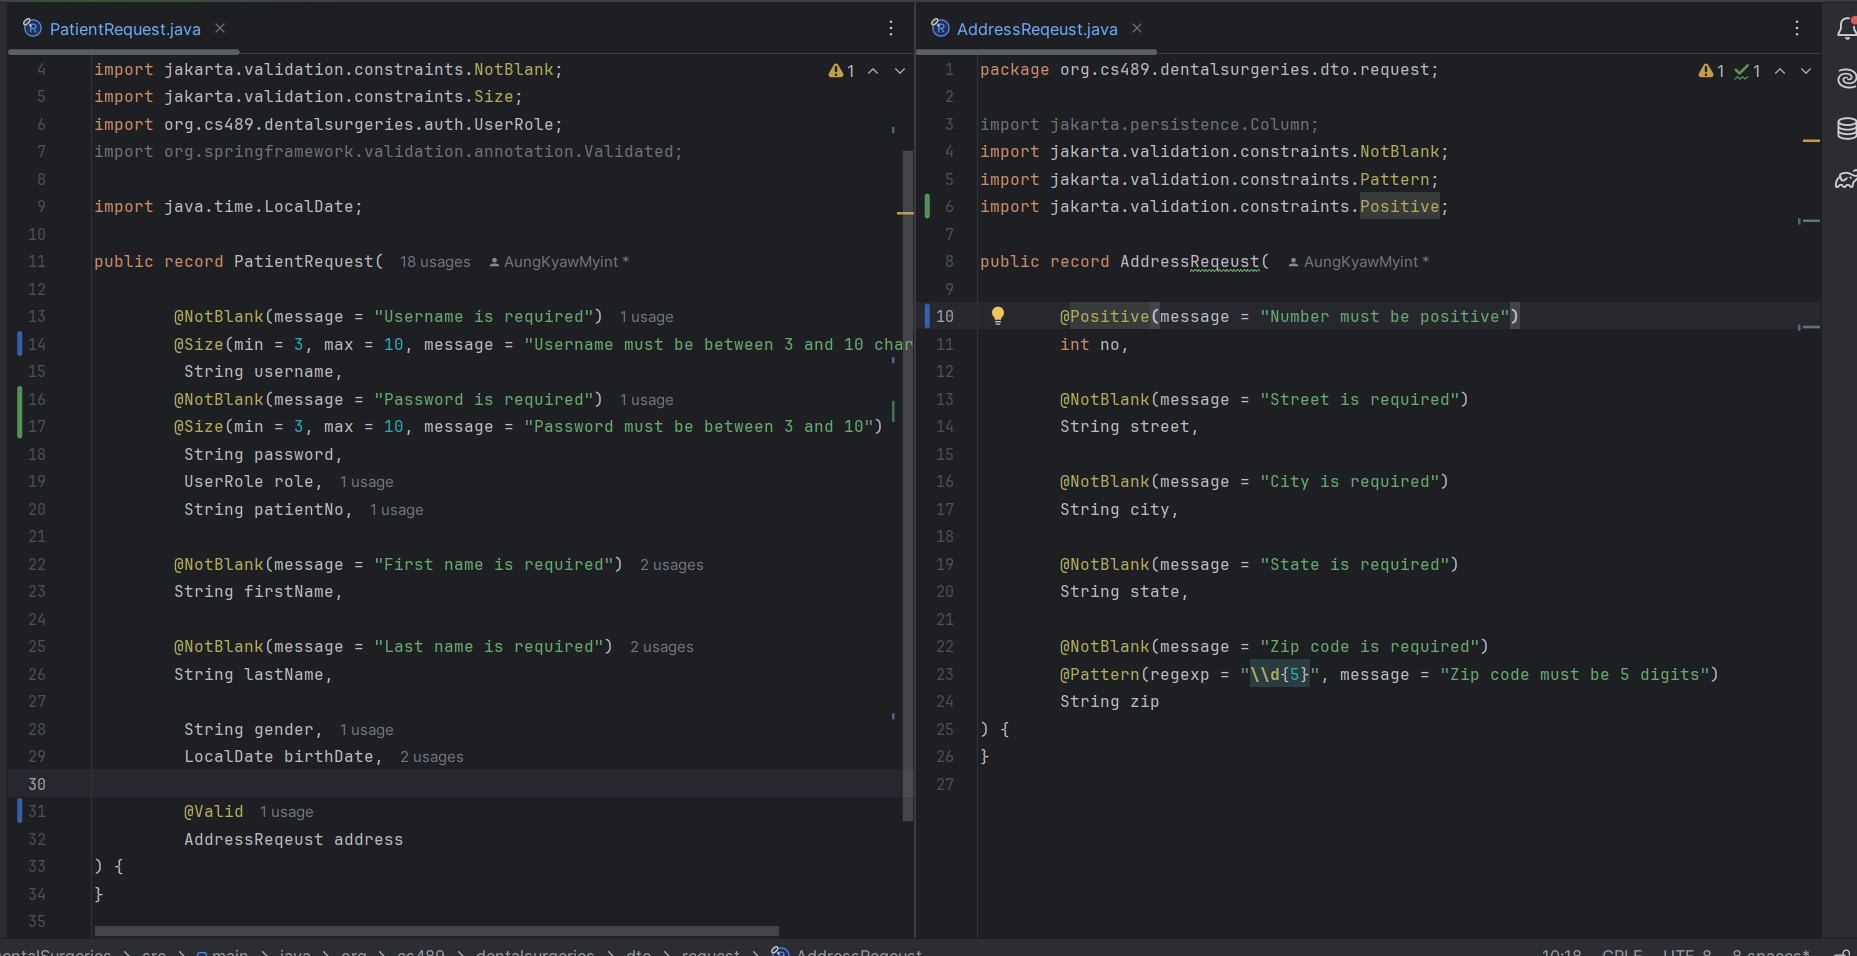 PatientRequest.java
4 import jakarta.validation.constraints.NotBlank;
5 import jakarta.validation.constraints.Size;
6 import org.cs489.dentalsurgeries.auth.UserRole;
7 import org.springframework.validation.annotation.Validated;
8
9 import java.time.LocalDate;
10
11 public record PatientRequest( 18 usages AungKyawMyint *
12
13 @NotBlank(message = "Username is required") 1 usage
14 @Size(min = 3, max = 10, message = "Username must be between 3 and 10 char
15 String username,
16 @NotBlank(message = "Password is required") 1 usage
17 @Size(min = 3, max = 10, message = "Password must be between 3 and 10")
18 String password,
19 UserRole role, 1 usage
20 String patientNo, 1 usage
21
22 @NotBlank(message = "First name is required") 2 usages
23 String firstName,
24
25 @NotBlank(message = "Last name is required") 2 usages
26 String lastName,
27
28 String gender, 1 usage
29 LocalDate birthDate, 2 usages
30
31 @Valid 1 usage
32 AddressReqeust address
33 ) {
34 }
35
1
AddressReqeust.java
1 package org.cs489.dentalsurgeries.dto.request;
2
3 import jakarta.persistence.Column;
4 import jakarta.validation.constraints.NotBlank;
5 import jakarta.validation.constraints.Pattern;
6 import jakarta.validation.constraints.Positive;
7
8 public record AddressReqeust( AungKyawMyint *
9
10 @Positive(message = "Number must be positive")
11 int no,
12
13 @NotBlank(message = "Street is required")
14 String street,
15
16 @NotBlank(message = "City is required")
17 String city,
18
19 @NotBlank(message = "State is required")
20 String state,
21
22 @NotBlank(message = "Zip code is required")
23 @Pattern(regexp = "\\d{5}", message = "Zip code must be 5 digits")
24 String zip
25 ) {
26 }
27
1 1
entalSurgeries > src > main > java > org > cs489 > dentalsurgeries > dto > request > AddressReqeust
10:18 CRLF UTF-8 8 spaces*